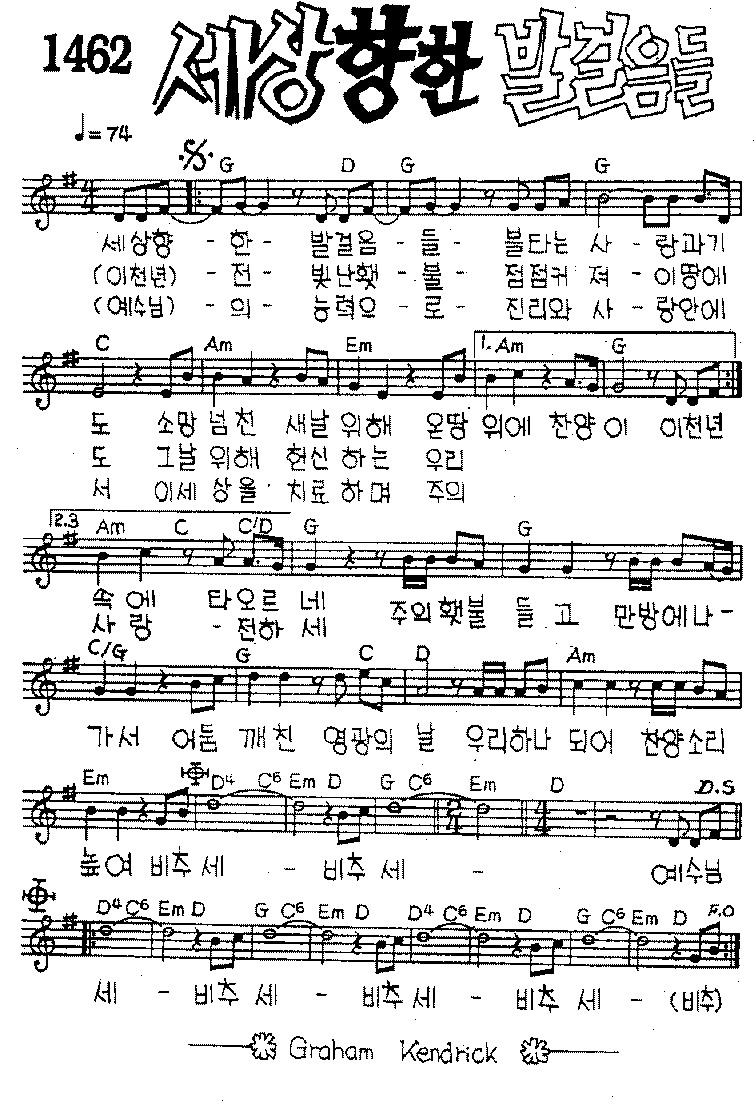 1462 세상향한 발걸음들
♩=74
G D G G
세상향 - 한 - 발걸음 - 들 - 불타는 사 - 랑과기
(이천년) - 전 - 빛난횃 - 불 - 점점커 져 - 이땅에
(예수님) - 의 - 능력으 - 로 - 진리와 사 - 랑안에
C Am Em 1. Am G
도 소망 넘친 새날 위해 온땅 위에 찬양이 이천년
도 그날 위해 헌신 하는 우리
서 이세 상을 치료 하며 주의
2.3 Am C C/D G G
속에 타오르 네 주의횃불 들 고 만방에나-
사랑 - 전하 세
C/G G C D Am
가서 어둠 깨친 영광의 날 우리하나 되어 찬양소리
Em D4 C6 Em D G C6 Em D D.S
높여 비추세 - 비추 세 - 예수님
D4 C6 Em D G C6 Em D D4 C6 Em D G C6 Em D F.O
세 - 비추 세 - 비추 세 - 비추 세 - (비추)
Graham Kendrick